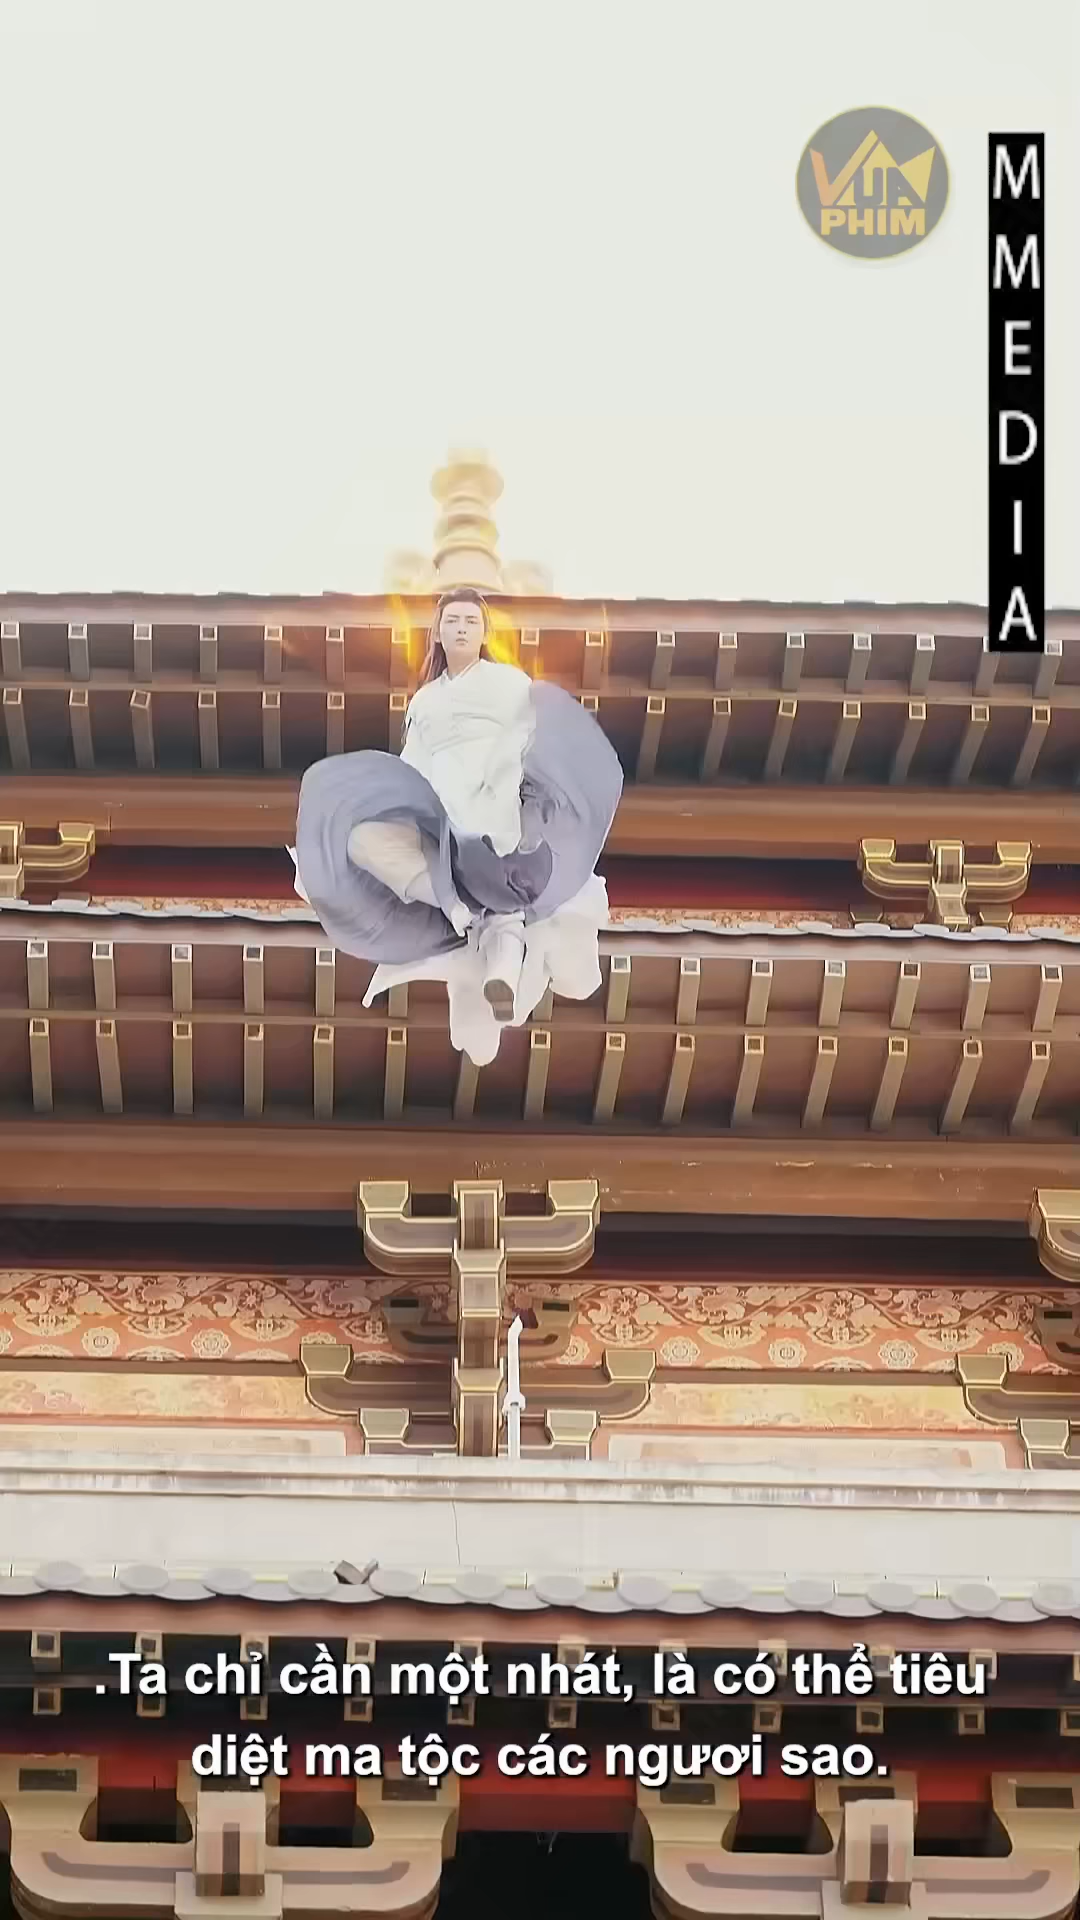 VUA
PHIM
MMEDIA
.Ta chỉ cần một nhát, là có thể tiêu
diệt ma tộc các ngươi sao.